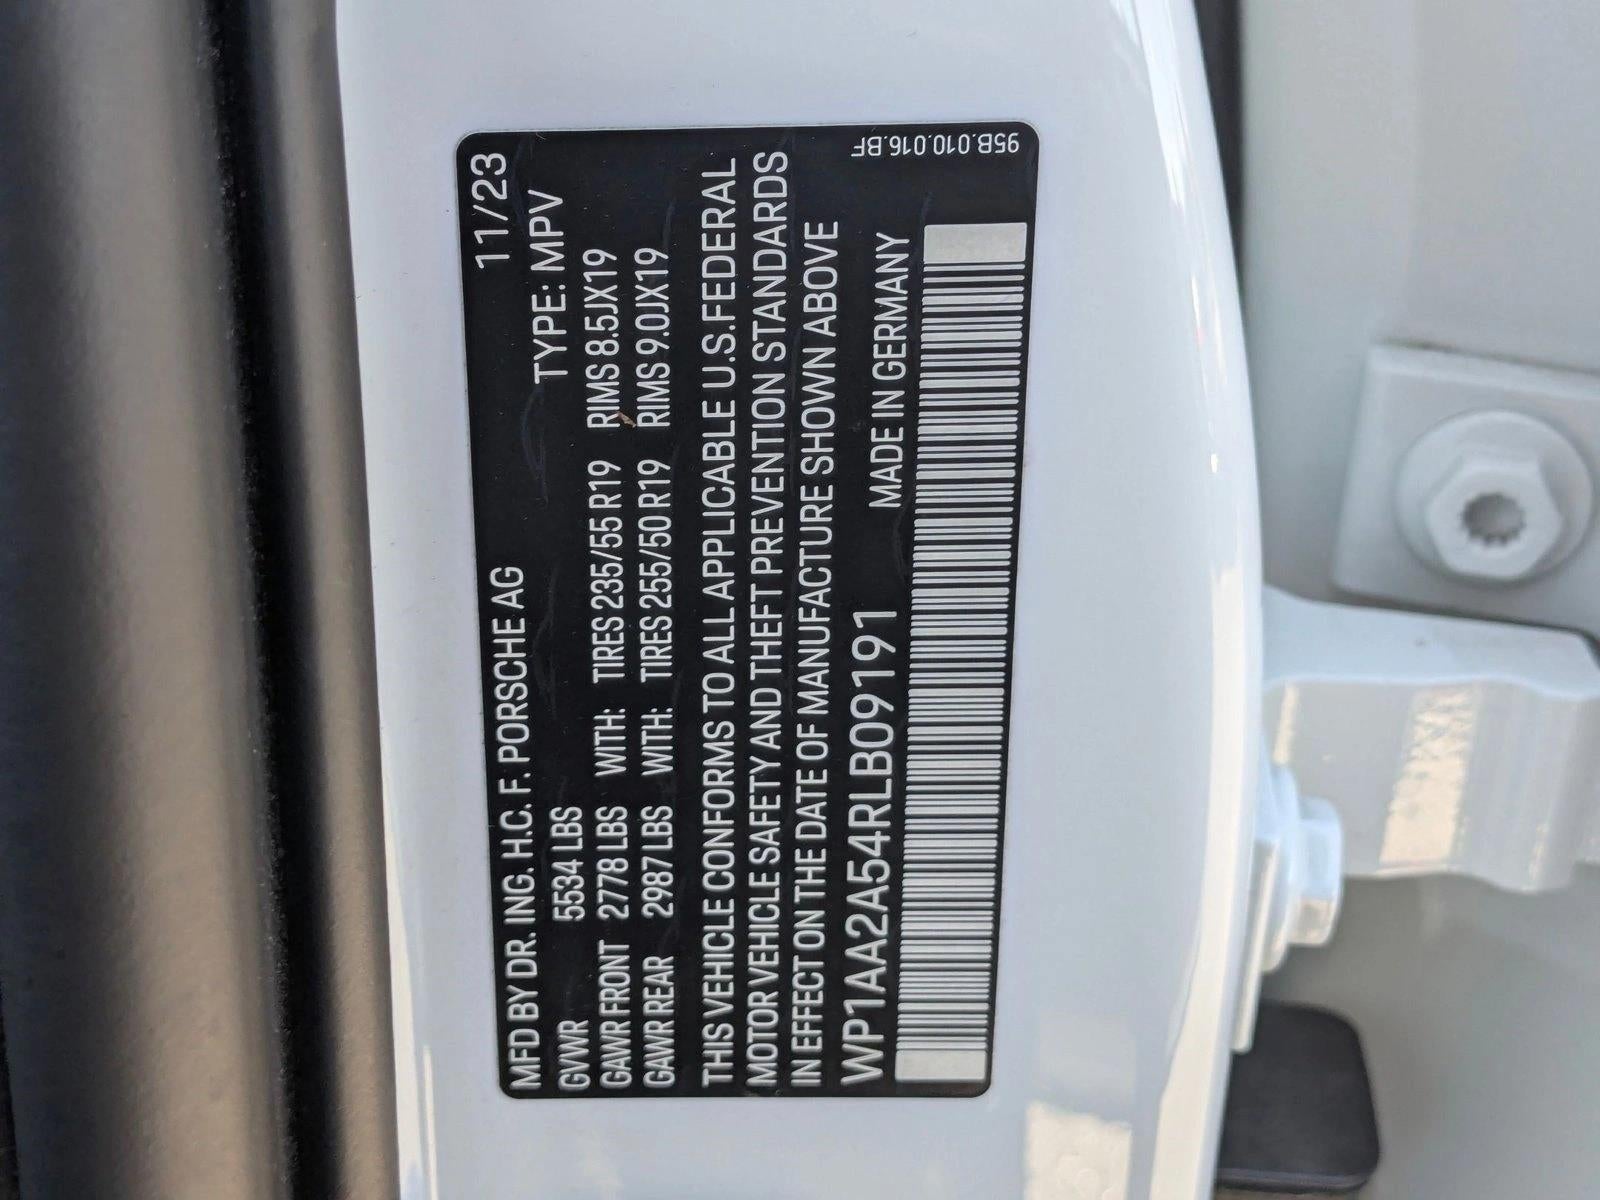 MFD BY DR. ING. H.C. F. PORSCHE AG 11/23
GVWR 5534 LBS TYPE: MPV
GAWR FRONT 2778 LBS WITH: TIRES 235/55 R19 RIMS 8.5JX19
GAWR REAR 2987 LBS WITH: TIRES 255/50 R19 RIMS 9.0JX19
THIS VEHICLE CONFORMS TO ALL APPLICABLE U.S.FEDERAL
MOTOR VEHICLE SAFETY AND THEFT PREVENTION STANDARDS
IN EFFECT ON THE DATE OF MANUFACTURE SHOWN ABOVE
WP1AA2A54RLB09191 MADE IN GERMANY
95B.010.016.BF